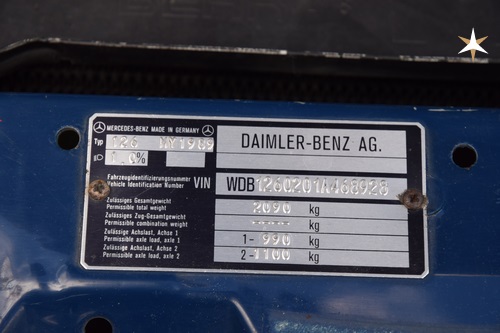 MERCEDES-BENZ MADE IN GERMANY
Typ 126 MY1989
1.0%
DAIMLER-BENZ AG.
Fahrzeugidentifizierungsnummer
Vehicle Identification Number
VIN WDB1260201A468928
Zulässiges Gesamtgewicht
Permissible total weight
2090 kg
Zulässiges Zug-Gesamtgewicht
Permissible combination weight
---- kg
Zulässige Achslast, Achse 1
Permissible axle load, axle 1
1- 990 kg
Zulässige Achslast, Achse 2
Permissible axle load, axle 2
2-1100 kg